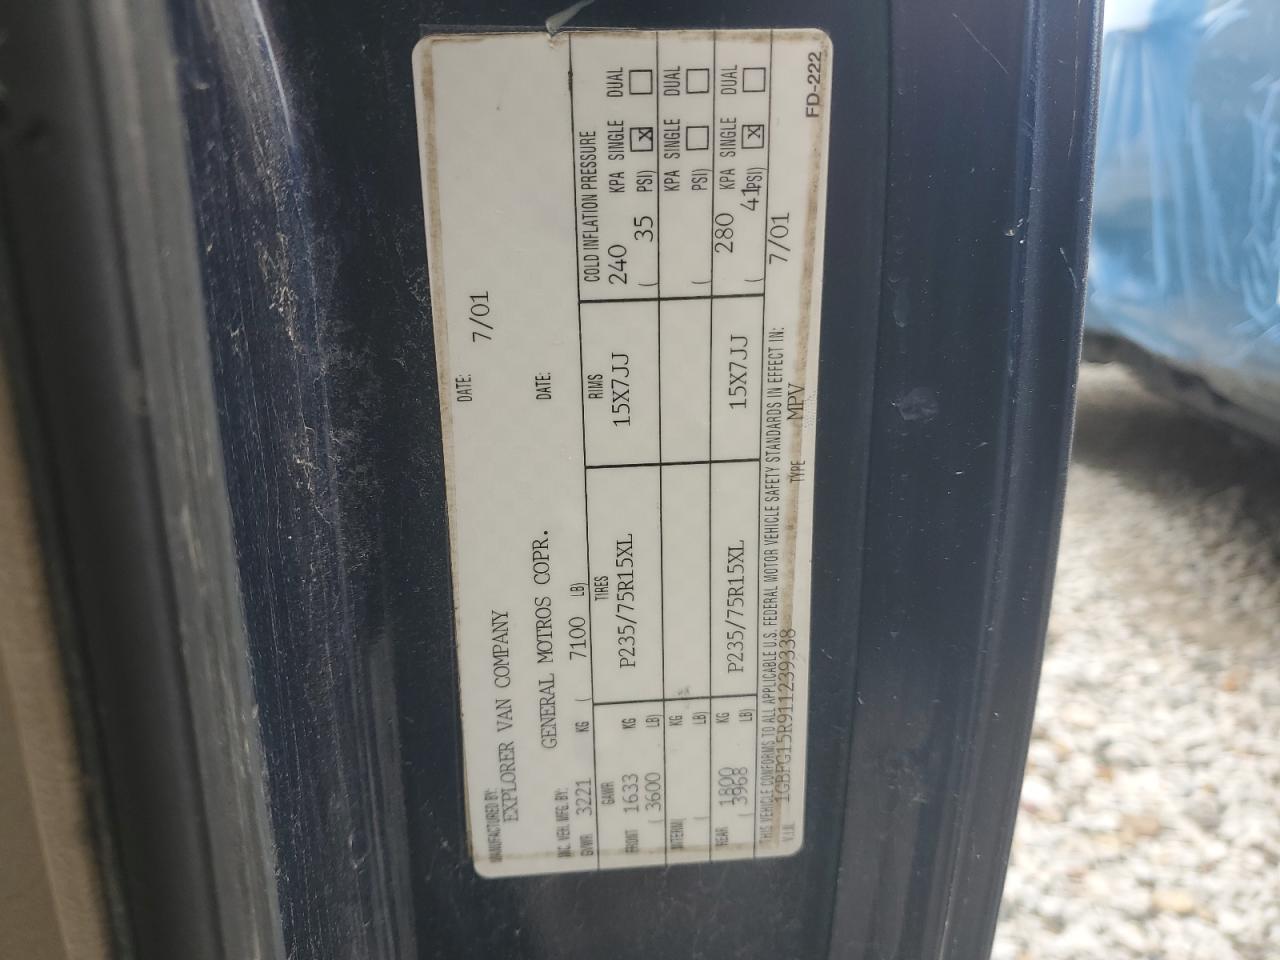 MANUFACTURED BY: DATE:
EXPLORER VAN COMPANY 7/01
INC. VEH. MFG. BY: GENERAL MOTROS COPR. DATE:
GVWR 3221 KG ( 7100 LB)
GAWR TIRES RIMS COLD INFLATION PRESSURE
FRONT 1633 KG P235/75R15XL 15X7JJ 240 KPA SINGLE DUAL
( 3600 LB) ( 35 PSI) X
INTERM KG KPA SINGLE DUAL
( LB) ( PSI)
REAR 1800 KG P235/75R15XL 15X7JJ 280 KPA SINGLE DUAL
( 3968 LB) ( 41 PSI) X
THIS VEHICLE CONFORMS TO ALL APPLICABLE U.S. FEDERAL MOTOR VEHICLE SAFETY STANDARDS IN EFFECT IN: 7/01
V.I.N. 1GBFG15R911239338 TYPE MPV FD-222